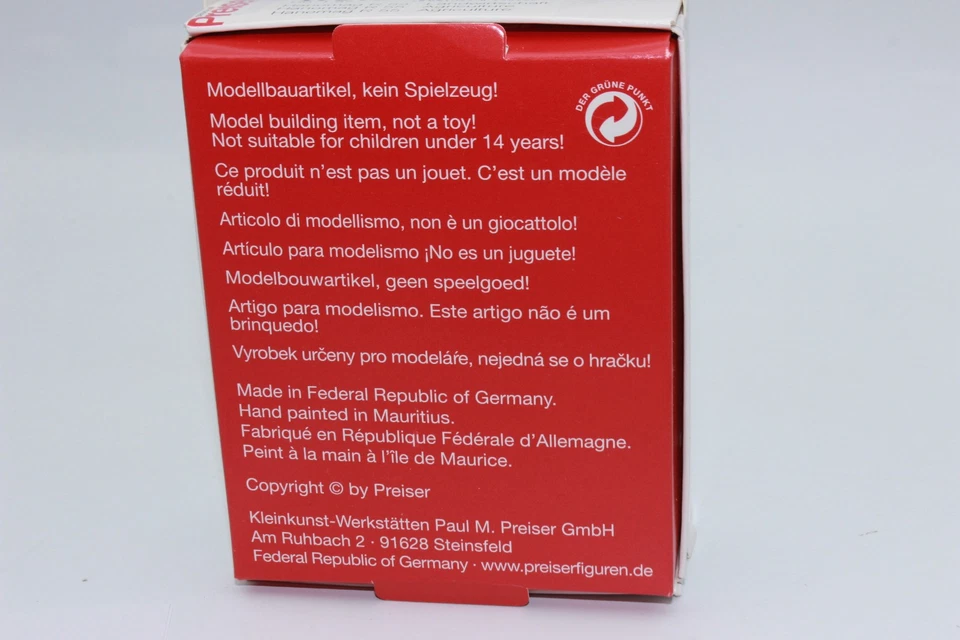 Modellbauartikel, kein Spielzeug!
DER GRÜNE PUNKT
Model building item, not a toy!
Not suitable for children under 14 years!
Ce produit n'est pas un jouet. C'est un modèle
réduit!
Articolo di modellismo, non è un giocattolo!
Artículo para modelismo ¡No es un juguete!
Modelbouwartikel, geen speelgoed!
Artigo para modelismo. Este artigo não é um
brinquedo!
Vyrobek určeny pro modeláře, nejedná se o hračku!
Made in Federal Republic of Germany.
Hand painted in Mauritius.
Fabriqué en République Fédérale d'Allemagne.
Peint à la main à l'île de Maurice.
Copyright © by Preiser
Kleinkunst-Werkstätten Paul M. Preiser GmbH
Am Ruhbach 2 · 91628 Steinsfeld
Federal Republic of Germany · www.preiserfiguren.de